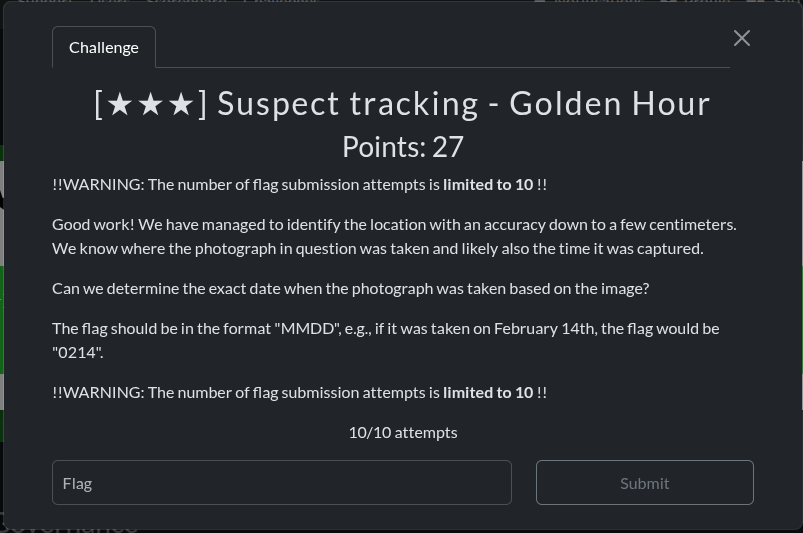 Challenge
[★★★] Suspect tracking - Golden Hour
Points: 27
!!WARNING: The number of flag submission attempts is limited to 10 !!
Good work! We have managed to identify the location with an accuracy down to a few centimeters.
We know where the photograph in question was taken and likely also the time it was captured.
Can we determine the exact date when the photograph was taken based on the image?
The flag should be in the format "MMDD", e.g., if it was taken on February 14th, the flag would be
"0214".
!!WARNING: The number of flag submission attempts is limited to 10 !!
10/10 attempts
Flag
Submit